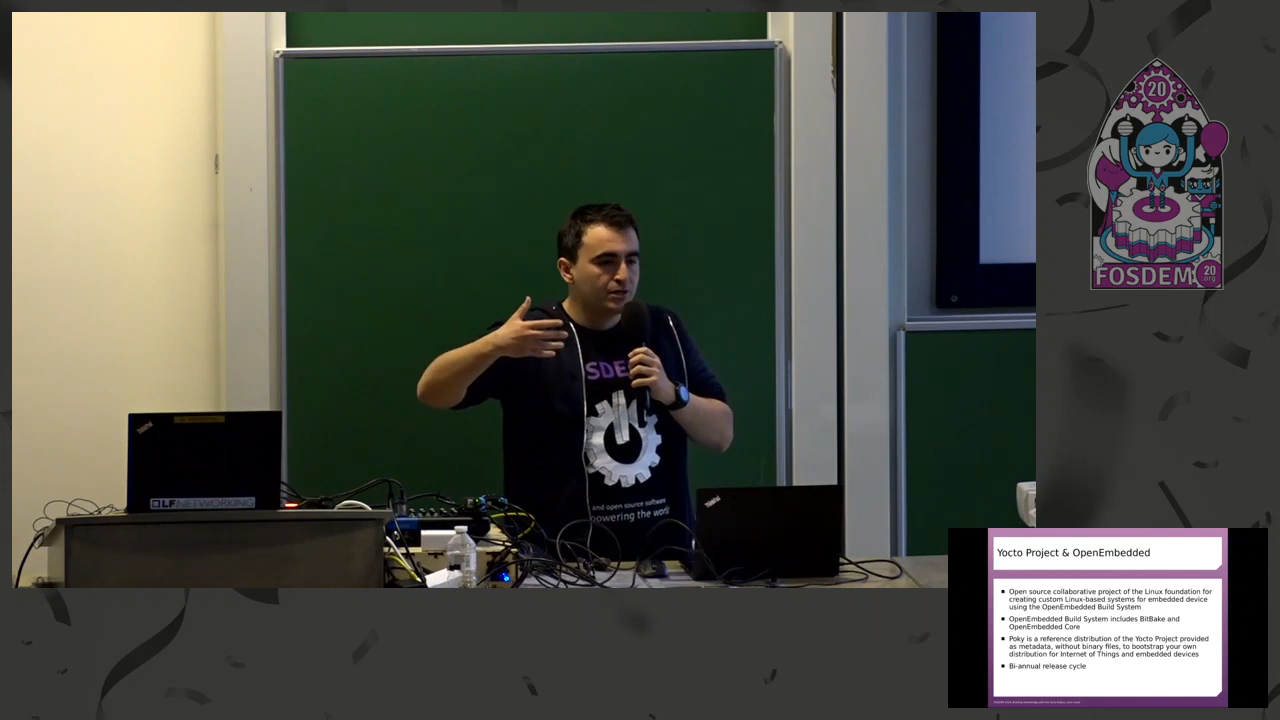 20
FOSDEM
20
.org
SDE
and open source software
powering the world
ThinkPad
LFNETWORKING
ThinkPad
Yocto Project & OpenEmbedded
Open source collaborative project of the Linux foundation for
creating custom Linux-based systems for embedded device
using the OpenEmbedded Build System
OpenEmbedded Build System includes BitBake and
OpenEmbedded Core
Poky is a reference distribution of the Yocto Project provided
as metadata, without binary files, to bootstrap your own
distribution for Internet of Things and embedded devices
Bi-annual release cycle